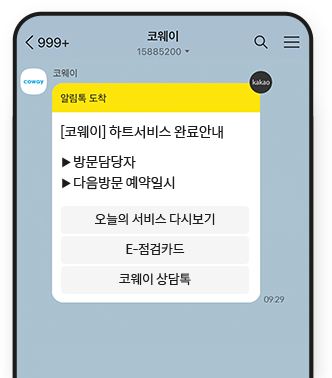 999+
코웨이
15885200
coway
코웨이
kakao
알림톡 도착
[코웨이] 하트서비스 완료안내
▶방문담당자
▶다음방문 예약일시
오늘의 서비스 다시보기
E-점검카드
코웨이 상담톡
09:29